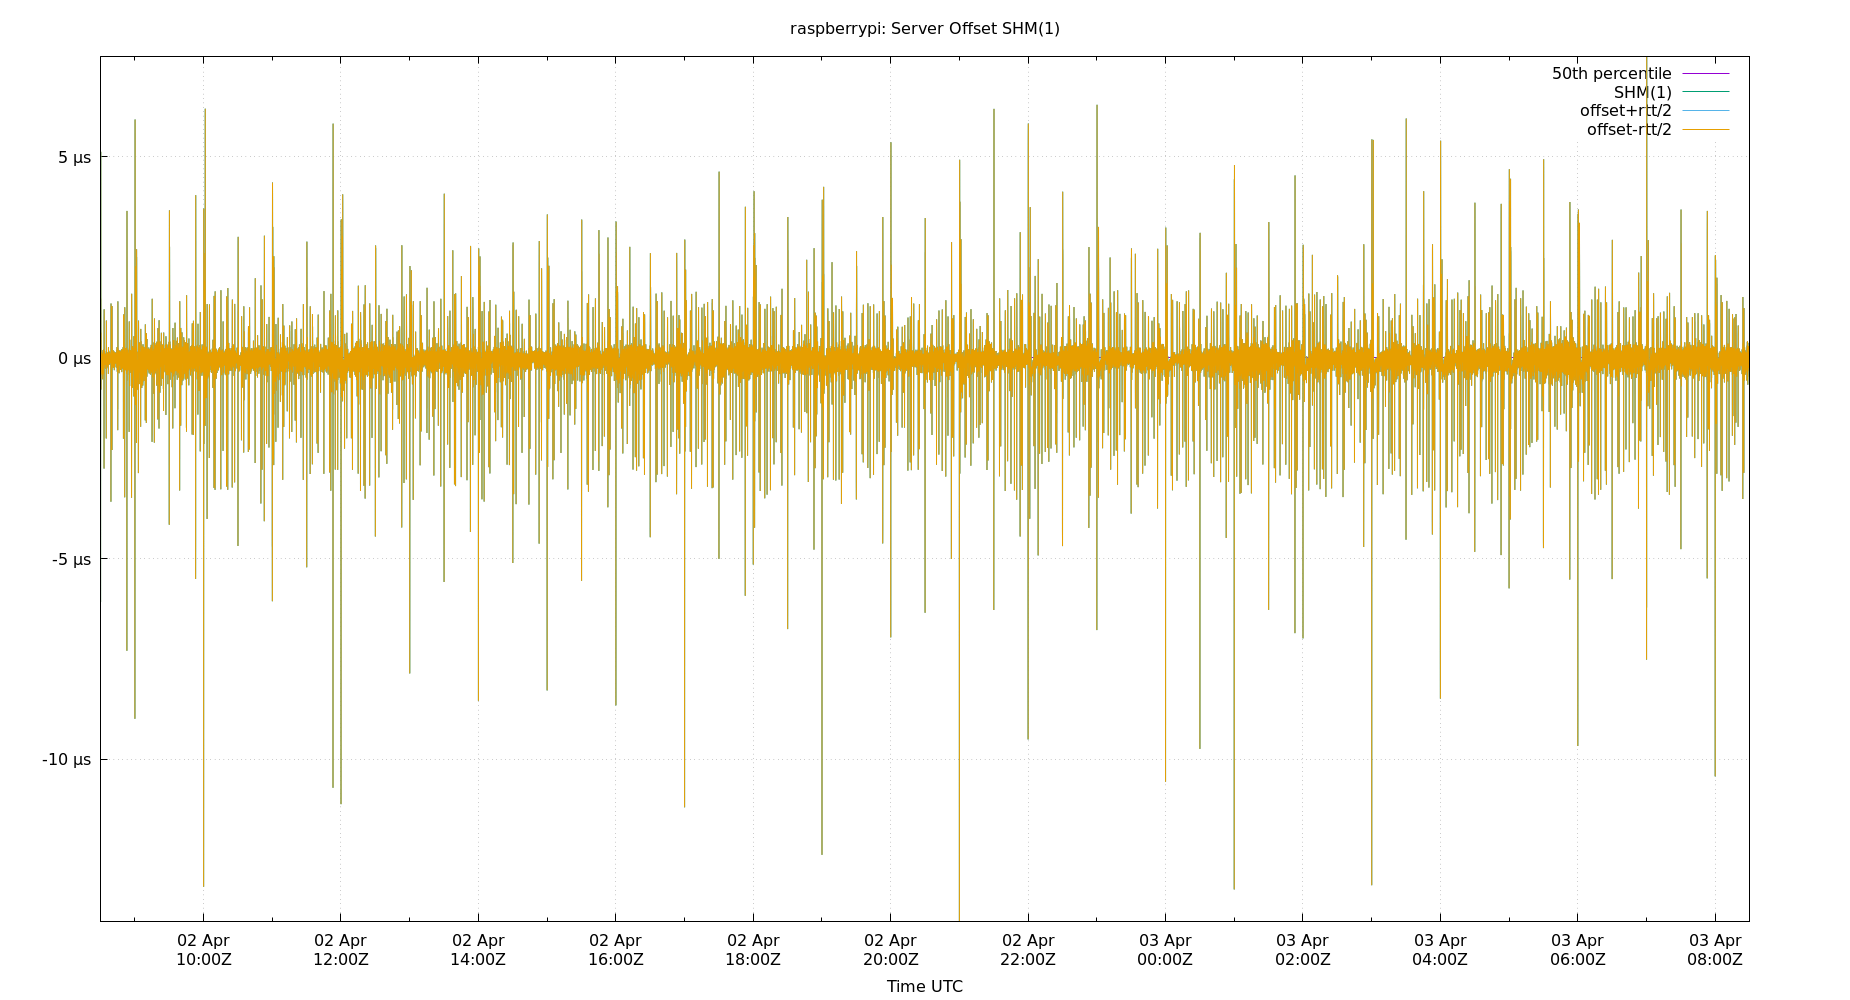 raspberrypi: Server Offset SHM(1)
50th percentile
SHM(1)
offset+rtt/2
offset-rtt/2
5 µs
0 µs
-5 µs
-10 µs
02 Apr 02 Apr 02 Apr 02 Apr 02 Apr 02 Apr 02 Apr 03 Apr 03 Apr 03 Apr 03 Apr 03 Apr
10:00Z 12:00Z 14:00Z 16:00Z 18:00Z 20:00Z 22:00Z 00:00Z 02:00Z 04:00Z 06:00Z 08:00Z
Time UTC